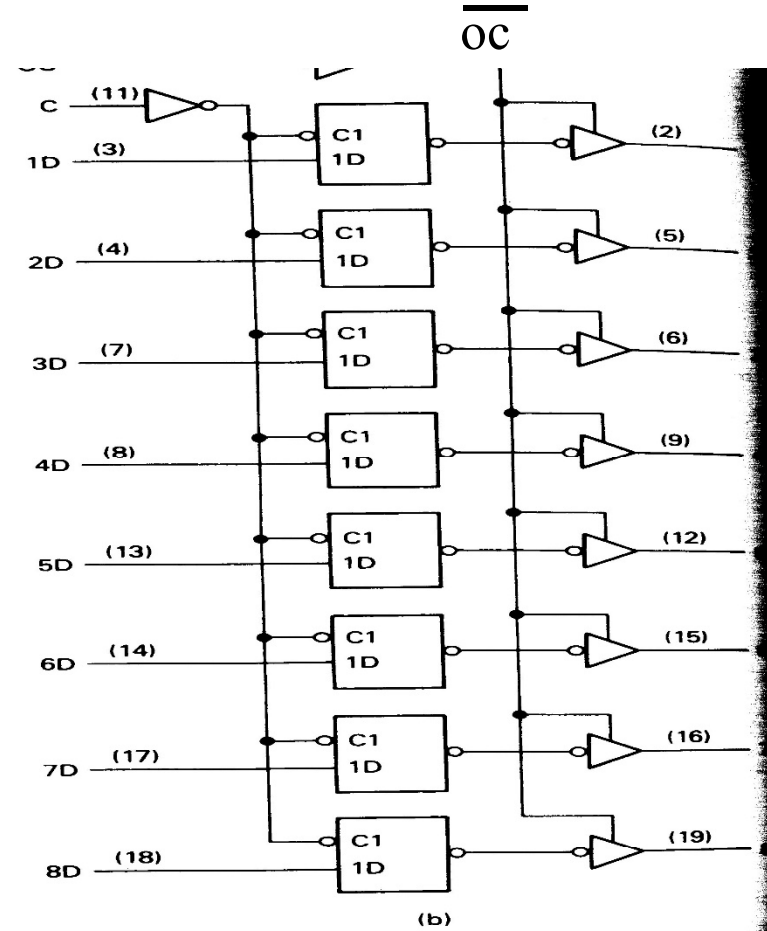 OC
C (11)
C1 (2)
1D (3) 1D
C1 (5)
2D (4) 1D
C1 (6)
3D (7) 1D
C1 (9)
4D (8) 1D
C1 (12)
5D (13) 1D
C1 (15)
6D (14) 1D
C1 (16)
7D (17) 1D
C1 (19)
8D (18) 1D
(b)